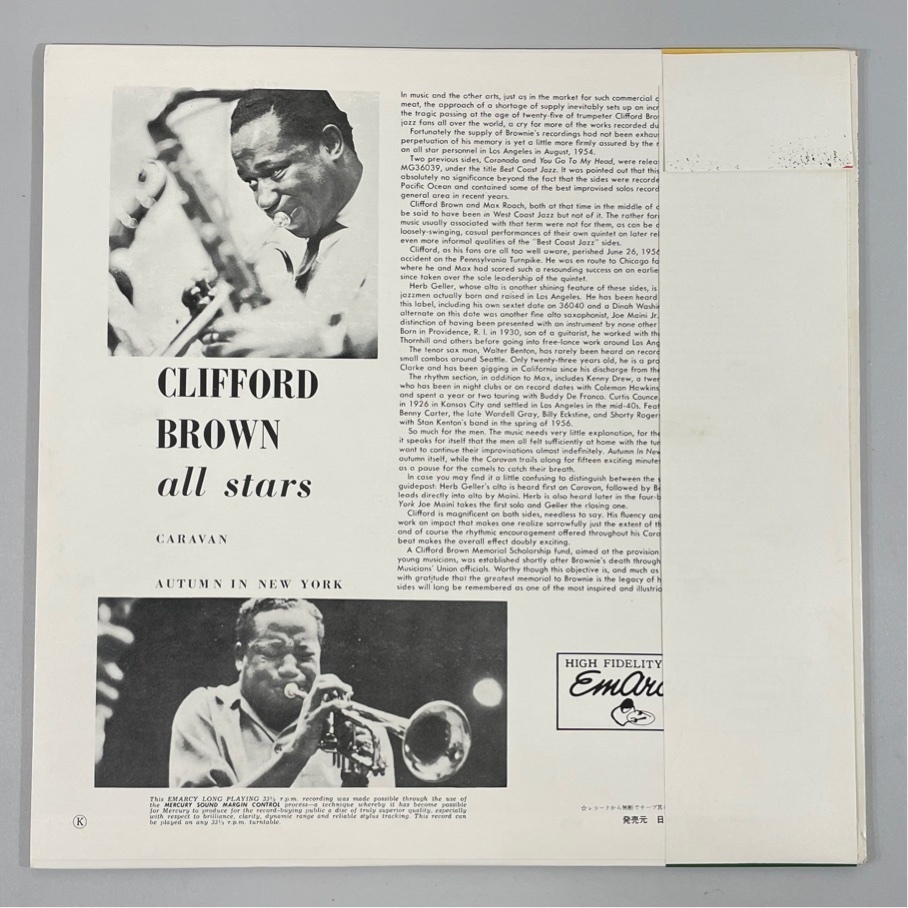 In music and the other arts, just as in the market for such commercial c
meat, the approach of a shortage of supply inevitably sets up an incr
the tragic passing at the age of twenty-five of trumpeter Clifford Bro
jazz fans all over the world, a cry for more of the works recorded du
Fortunately the supply of Brownie's recordings had not been exhau
perpetuation of his memory is yet a little more firmly assured by the r
an all star personnel in Los Angeles in August, 1954.
Two previous sides, Coronado and You Go To My Head, were relea
MG36039, under the title Best Coast Jazz. It was pointed out that this
absolutely no significance beyond the fact that the sides were recorde
Pacific Ocean and contained some of the best improvised solos record
general area in recent years.
Clifford Brown and Max Roach, both at that time in the middle of c
be said to have been in West Coast Jazz but not of it. The rather for
music usually associated with that term were not for them, as can be d
loosely-swinging, casual performances of their own quintet on later rel
even more informal qualities of the "Best Coast Jazz" sides.
Clifford, as his fans are all too well aware, perished June 26, 1956
accident on the Pennsylvania Turnpike. He was en route to Chicago fo
where he and Max had scored such a resounding success on an earlie
since taken over the sole leadership of the quintet.
Herb Geller, whose alto is another shining feature of these sides, is
jazzmen actually born and raised in Los Angeles. He has been heard
this label, including his own sextet date on 36040 and a Dinah Washi
alternate on this date was another fine alto saxophonist, Joe Maini Jr.
distinction of having been presented with an instrument by none other
Born in Providence, R. I. in 1930, son of a guitarist, he worked with th
Thornhill and others before going into free-lance work around Los Ang
The tenor sax man, Walter Benton, has rarely been heard on record
small combos around Seattle. Only twenty-three years old, he is a pro
Clarke and has been gigging in California since his discharge from the
The rhythm section, in addition to Max, includes Kenny Drew, a twer
who has been in night clubs or on record dates with Coleman Hawkins
and spent a year or two touring with Buddy De Franco. Curtis Counce,
in 1926 in Kansas City and settled in Los Angeles in the mid-40s. Feat
Benny Carter, the late Wardell Gray, Billy Eckstine, and Shorty Roger
with Stan Kenton's band in the spring of 1956.
So much for the men. The music needs very little explanation, for the
it speaks for itself that the men all felt sufficiently at home with the tun
want to continue their improvisations almost indefinitely. Autumn In New
autumn itself, while the Caravan trails along for fifteen exciting minute
as a pause for the camels to catch their breath.
In case you may find it a little confusing to distinguish between the
guidepost: Herb Geller's alto is heard first on Caravan, followed by Be
leads directly into alto by Maini. Herb is also heard later in the four-b
York Joe Maini takes the first solo and Geller the closing one.
Clifford is magnificent on both sides, needless to say. His fluency and
work an impact that makes one realize sorrowfully just the extent of th
and of course the rhythmic encouragement offered throughout his Cara
beat makes the overall effect doubly exciting.
A Clifford Brown Memorial Scholarship fund, aimed at the provision
young musicians, was established shortly after Brownie's death through
Musicians' Union officials. Worthy though this objective is, and much as
with gratitude that the greatest memorial to Brownie is the legacy of h
sides will long be remembered as one of the most inspired and illustrio
CLIFFORD
BROWN
all stars
CARAVAN
AUTUMN IN NEW YORK
HIGH FIDELITY
EmArc
This EMARCY LONG PLAYING 33⅓ r.p.m. recording was made possible through the use of
the MERCURY SOUND MARGIN CONTROL process—a technique whereby it has become possible
for Mercury to produce for the record-buying public a disc of truly superior quality, especially
with respect to brilliance, clarity, dynamic range and reliable stylus tracking. This record can
be played on any 33⅓ r.p.m. turntable.
K
☆レコードから無断でテープ其
発売元 日